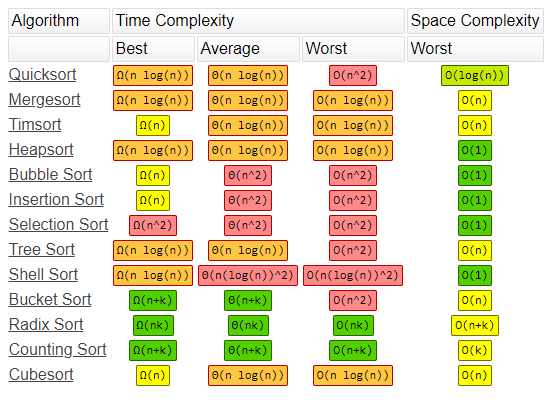 Algorithm Time Complexity Space Complexity
Best Average Worst Worst
Quicksort Ω(n log(n)) Θ(n log(n)) O(n^2) O(log(n))
Mergesort Ω(n log(n)) Θ(n log(n)) O(n log(n)) O(n)
Timsort Ω(n) Θ(n log(n)) O(n log(n)) O(n)
Heapsort Ω(n log(n)) Θ(n log(n)) O(n log(n)) O(1)
Bubble Sort Ω(n) Θ(n^2) O(n^2) O(1)
Insertion Sort Ω(n) Θ(n^2) O(n^2) O(1)
Selection Sort Ω(n^2) Θ(n^2) O(n^2) O(1)
Tree Sort Ω(n log(n)) Θ(n log(n)) O(n^2) O(n)
Shell Sort Ω(n log(n)) Θ(n(log(n))^2) O(n(log(n))^2) O(1)
Bucket Sort Ω(n+k) Θ(n+k) O(n^2) O(n)
Radix Sort Ω(nk) Θ(nk) O(nk) O(n+k)
Counting Sort Ω(n+k) Θ(n+k) O(n+k) O(k)
Cubesort Ω(n) Θ(n log(n)) O(n log(n)) O(n)